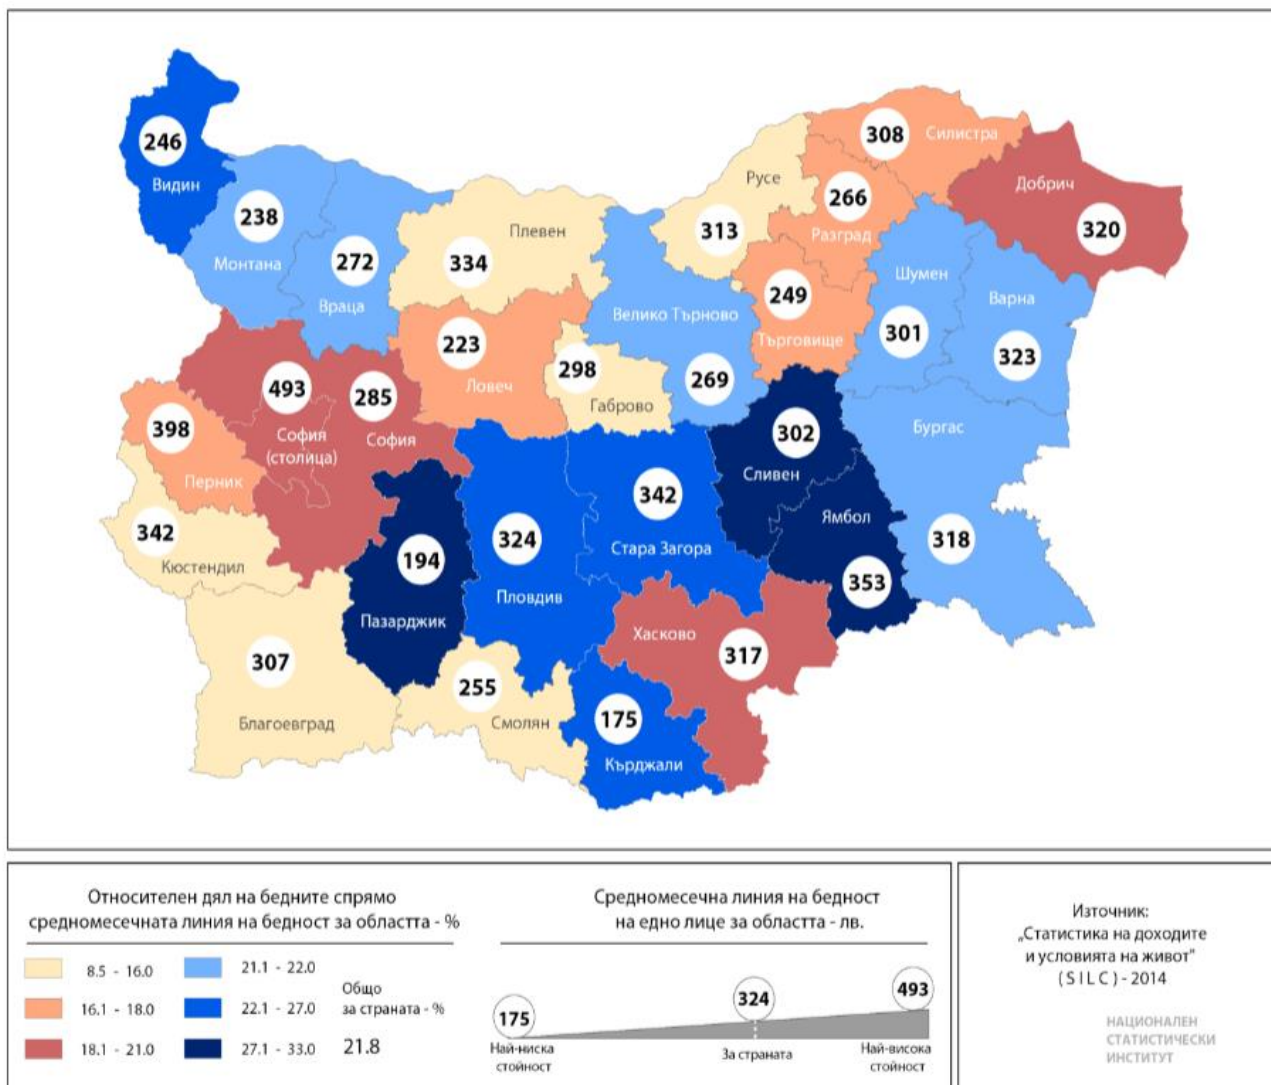 246
Видин
238
Монтана
272
Враца
Плевен
334
Русе
313
308
Силистра
266
Разград
Добрич
320
249
Търговище
Шумен
301
Варна
323
Велико Търново
269
223
Ловеч
298
Габрово
493
София
(столица)
285
София
398
Перник
342
Кюстендил
307
Благоевград
194
Пазарджик
324
Пловдив
342
Стара Загора
302
Сливен
Ямбол
353
Бургас
318
Хасково
317
255
Смолян
175
Кърджали
Относителен дял на бедните спрямо
средномесечната линия на бедност за областта - %
8.5 - 16.0
16.1 - 18.0
18.1 - 21.0
21.1 - 22.0
22.1 - 27.0
27.1 - 33.0
Общо
за страната - %
21.8
Средномесечна линия на бедност
на едно лице за областта - лв.
175
324
493
Най-ниска
стойност
За страната
Най-висока
стойност
Източник:
„Статистика на доходите
и условията на живот"
( S I L C ) - 2014
НАЦИОНАЛЕН
СТАТИСТИЧЕСКИ
ИНСТИТУТ